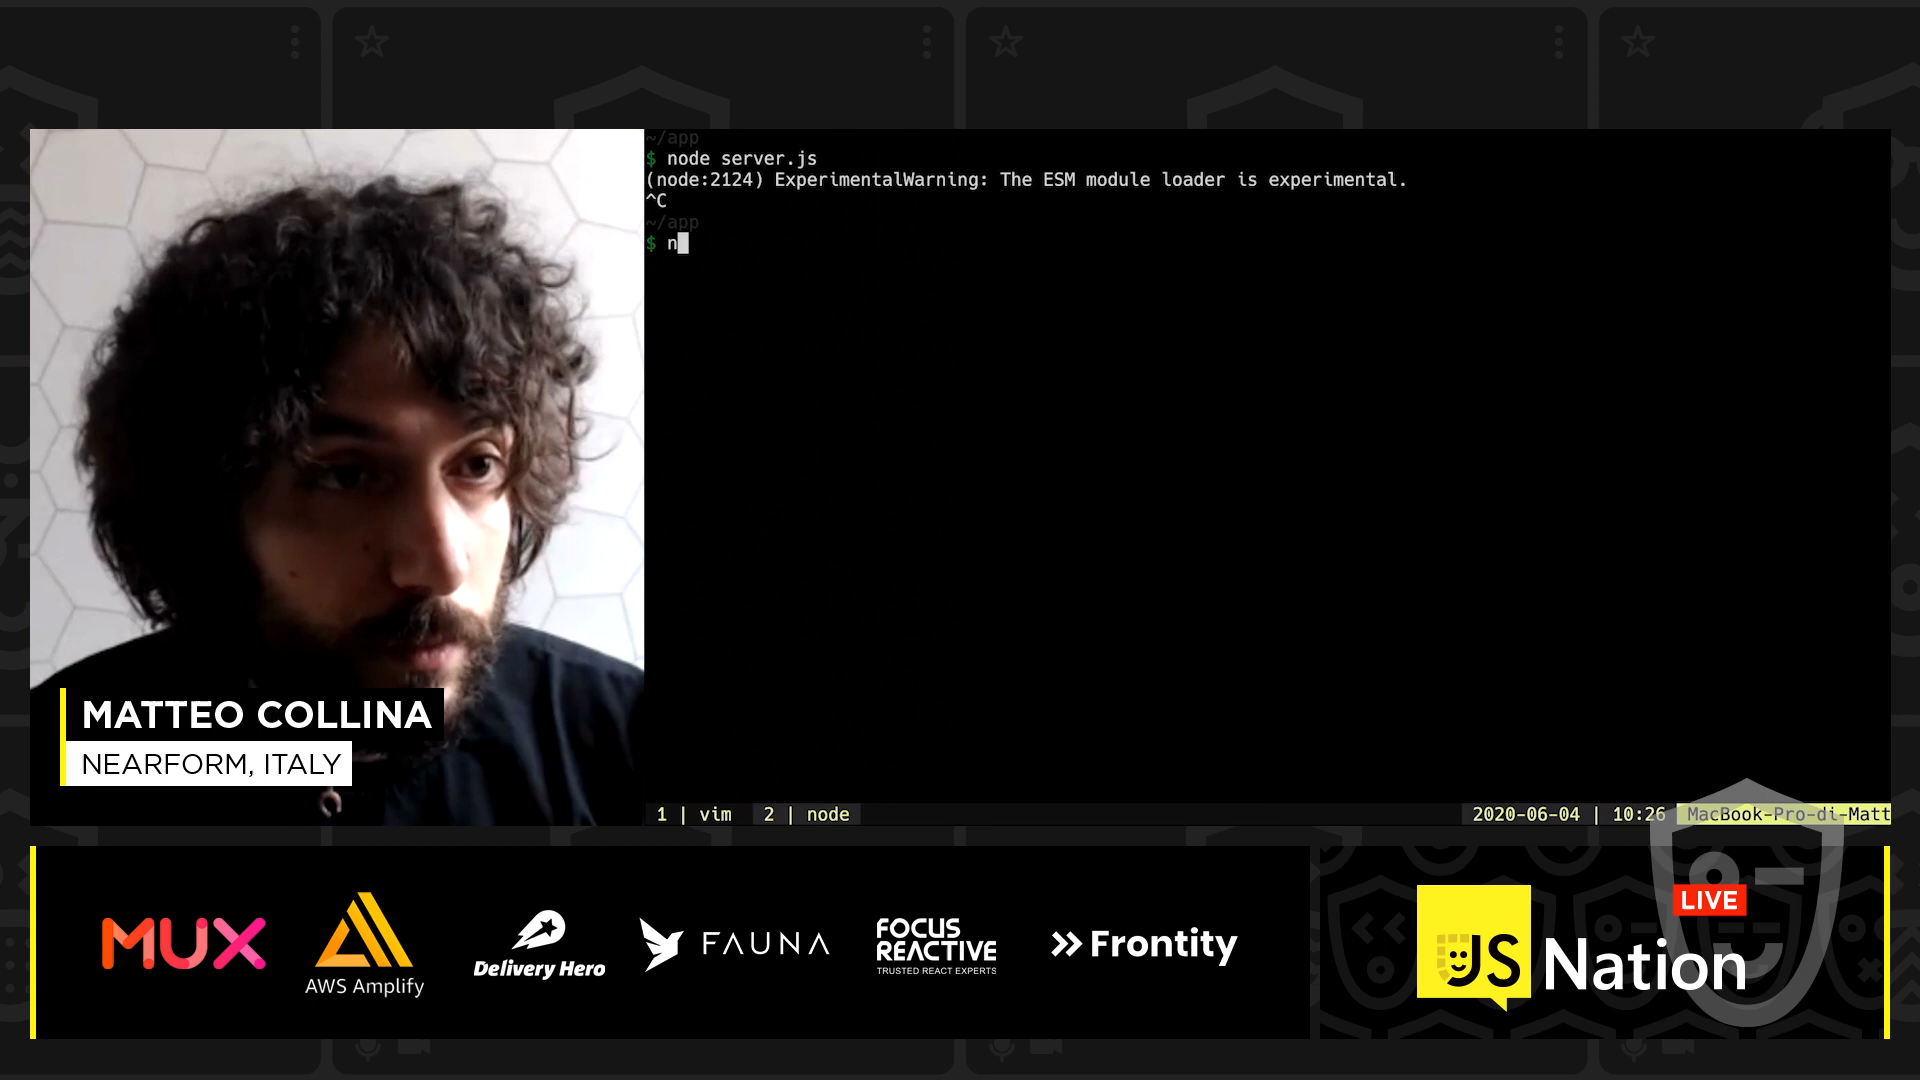 ~/app
$ node server.js
(node:2124) ExperimentalWarning: The ESM module loader is experimental.
^C
~/app
$ n
MATTEO COLLINA
NEARFORM, ITALY
1 | vim 2 | node 2020-06-04 | 10:26 MacBook-Pro-di-Matt
MUX
AWS Amplify
Delivery Hero
FAUNA
FOCUS
REACTIVE
TRUSTED REACT EXPERTS
Frontity
LIVE
JS Nation